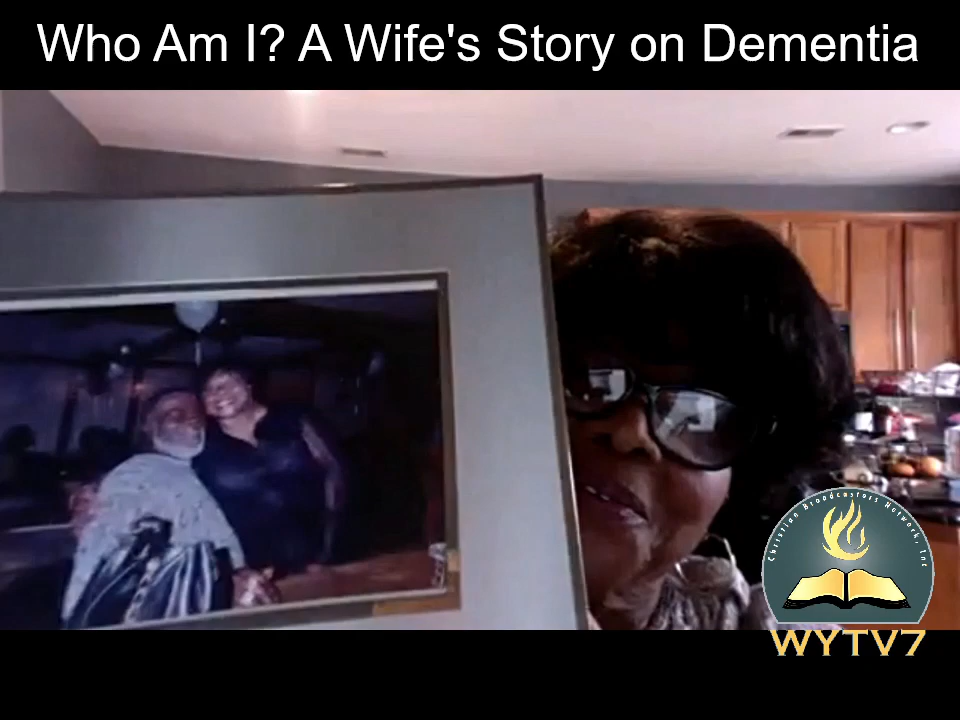 Who Am I? A Wife's Story on Dementia
Christian Broadcasters Network, Inc
WYTV7